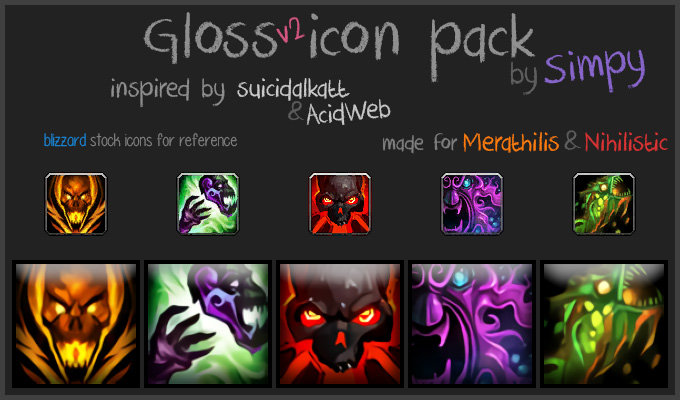 Gloss v2 icon pack
by Simpy
inspired by suicidalkatt
& AcidWeb
blizzard stock icons for reference
made for Merathilis & Nihilistic